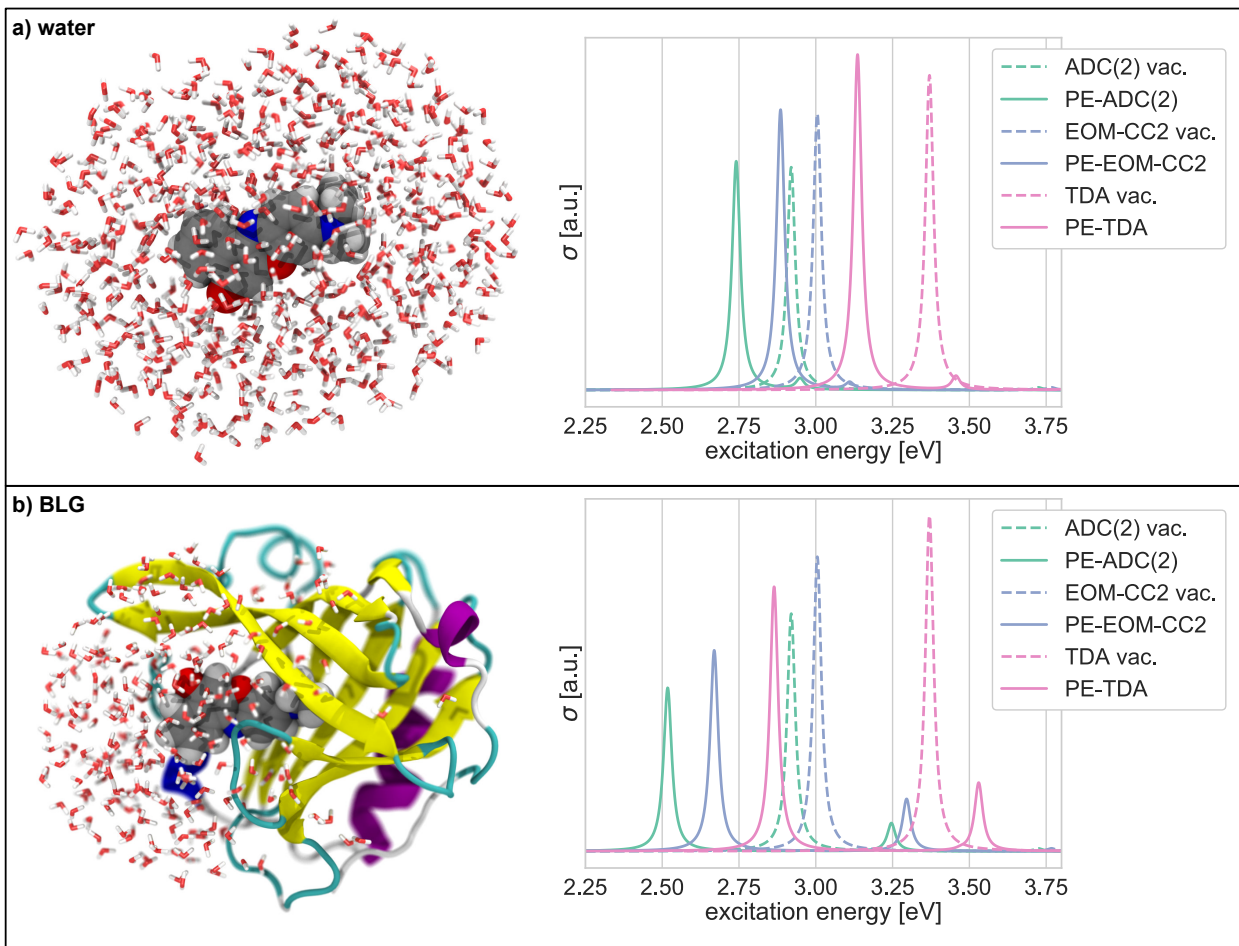 a) water
ADC(2) vac.
PE-ADC(2)
EOM-CC2 vac.
PE-EOM-CC2
TDA vac.
PE-TDA
σ [a.u.]
2.25 2.50 2.75 3.00 3.25 3.50 3.75
excitation energy [eV]
b) BLG
ADC(2) vac.
PE-ADC(2)
EOM-CC2 vac.
PE-EOM-CC2
TDA vac.
PE-TDA
σ [a.u.]
2.25 2.50 2.75 3.00 3.25 3.50 3.75
excitation energy [eV]